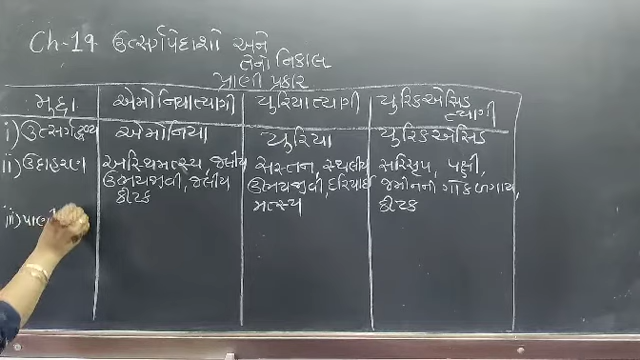 Ch-19 ઉત્સર્ગપેદાશો અને
તેનો નિકાલ
પ્રાણી પ્રકાર
મુદ્દા એમોનિયાત્યાગી યુરિયાત્યાગી યુરિકએસિડ
ત્યાગી
i) ઉત્સર્ગદ્રવ્ય એમોનિયા યુરિયા યુરિકએસિડ
ii) ઉદાહરણ અસ્થિમત્સ્ય, જલીય સસ્તન, સ્થલીય સરિસૃપ, પક્ષી,
ઉભયજીવી, જલીય ઉભયજીવી, દરિયાઈ જમીનની ગોકળગાય,
કીટક મત્સ્ય કીટક
iii) પાણ